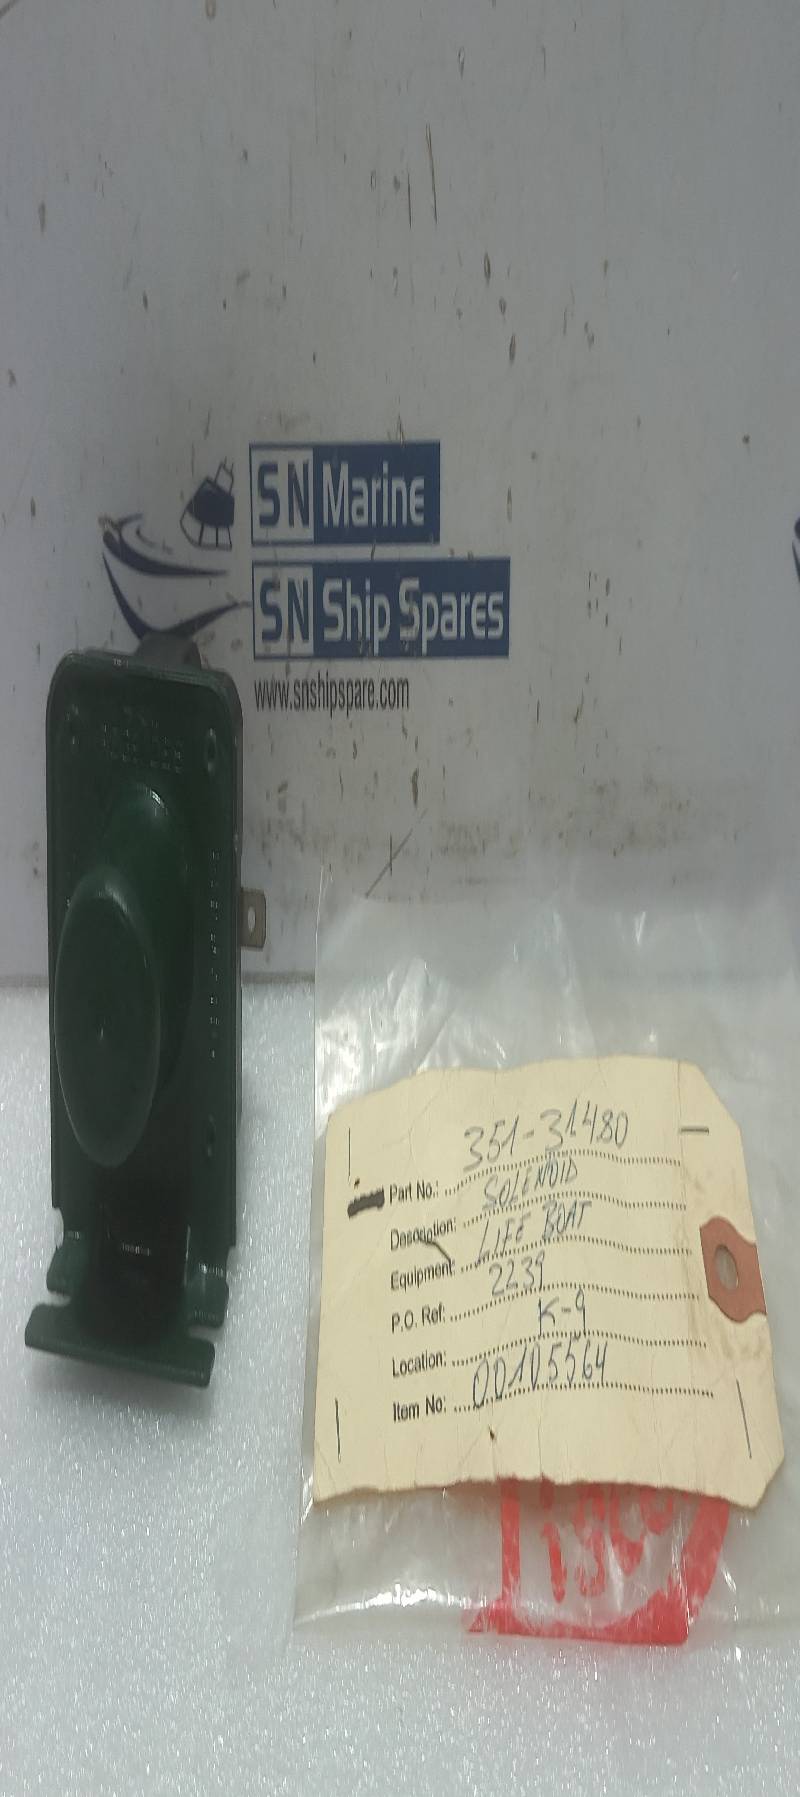 SN Marine
SN Ship Spares
www.snshipspare.com
351-31480
Part No.: SOLENOID
Description: LIFE BOAT
Equipment: 2239
P.O. Ref: K-9
Location: 00105564
Item No: